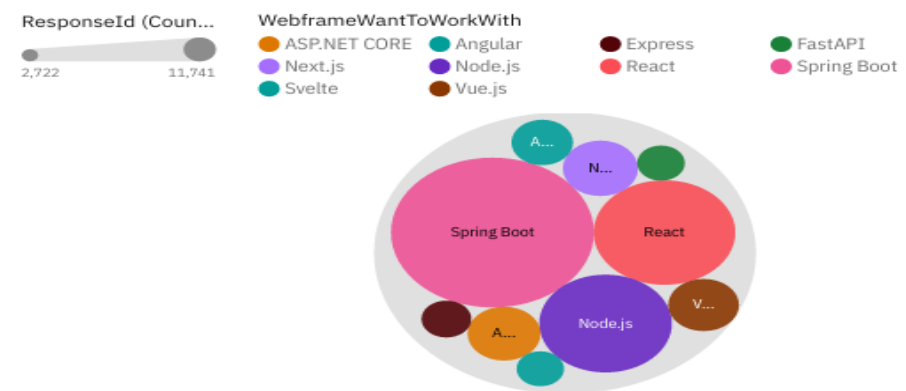 ResponseId (Coun...
2,722 11,741
WebframeWantToWorkWith
ASP.NET CORE Angular Express FastAPI
Next.js Node.js React Spring Boot
Svelte Vue.js
A...
N...
Spring Boot React
V...
Node.js
A...